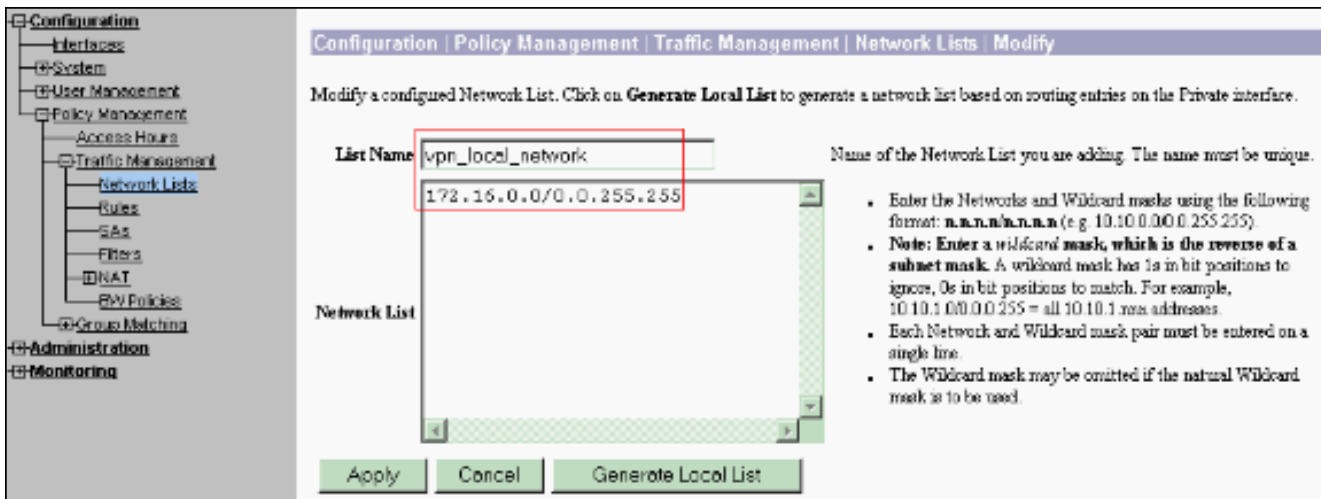 Configuration
Interfaces
System
User Management
Policy Management
Access Hours
Traffic Management
Network Lists
Rules
SAs
Filters
NAT
BW Policies
Group Matching
Administration
Monitoring
Configuration | Policy Management | Traffic Management | Network Lists | Modify
Modify a configured Network List. Click on Generate Local List to generate a network list based on routing entries on the Private interface.
List Name
vpn_local_network
Name of the Network List you are adding. The name must be unique.
Network List
172.16.0.0/0.0.255.255
• Enter the Networks and Wildcard masks using the following
format: n.n.n.n/n.n.n.n (e.g. 10.10.0.0/0.0.255.255).
• Note: Enter a wildcard mask, which is the reverse of a
subnet mask. A wildcard mask has 1s in bit positions to
ignore, 0s in bit positions to match. For example,
10.10.1.0/0.0.0.255 = all 10.10.1.nnn addresses.
• Each Network and Wildcard mask pair must be entered on a
single line.
• The Wildcard mask may be omitted if the natural Wildcard
mask is to be used.
Apply
Cancel
Generate Local List